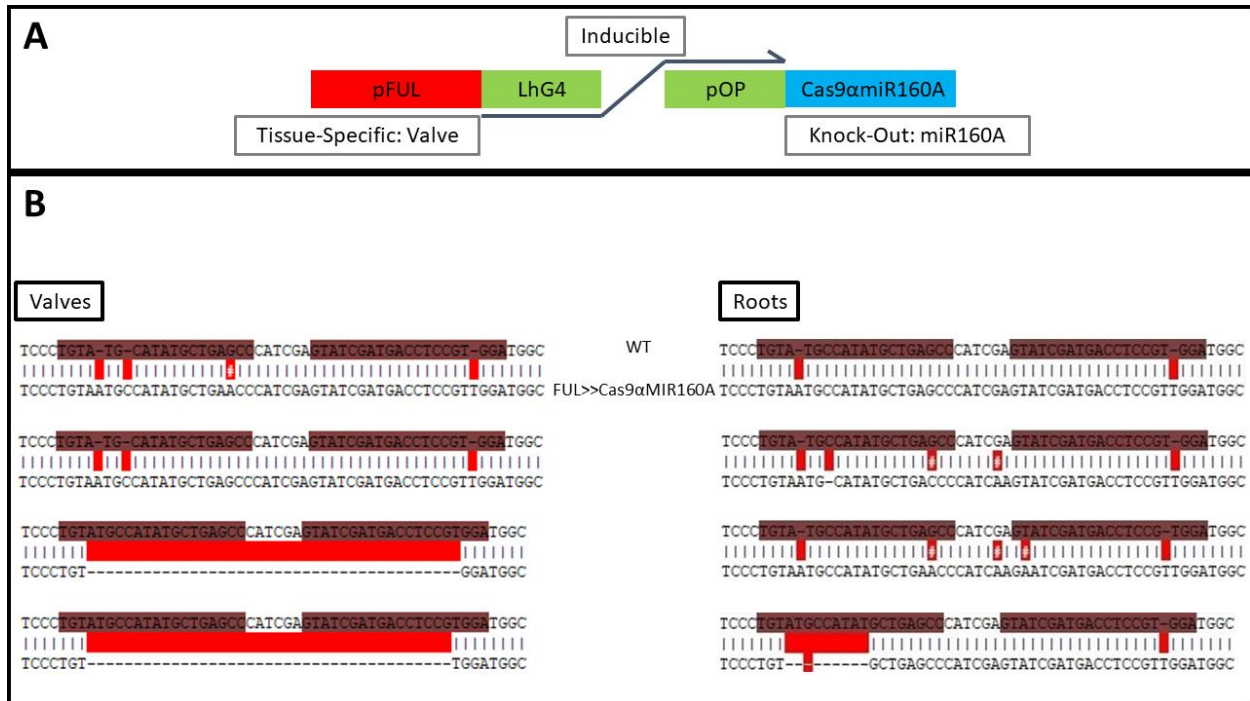 A
Inducible
pFUL LhG4 pOP Cas9αmiR160A
Tissue-Specific: Valve Knock-Out: miR160A
B
Valves Roots
TCCCTGTA-TG-CATATGCTGAGCCCATCGAGTATCGATGACCTCCGT-GGATGGC WT TCCCTGTA-TGCCATATGCTGAGCCCATCGAGTATCGATGACCTCCGT-GGATGGC
TCCCTGTAATGCCATATGCTGAACCCATCGAGTATCGATGACCTCCGTTGGATGGC FUL>>Cas9αMIR160A TCCCTGTAATGCCATATGCTGAGCCCATCGAGTATCGATGACCTCCGTTGGATGGC
TCCCTGTA-TG-CATATGCTGAGCCCATCGAGTATCGATGACCTCCGT-GGATGGC TCCCTGTA-TGCCATATGCTGAGCCCATCGAGTATCGATGACCTCCGT-GGATGGC
TCCCTGTAATGCCATATGCTGAGCCCATCGAGTATCGATGACCTCCGTTGGATGGC TCCCTGTAATG-CATATGCTGACCCCATCAAGTATCGATGACCTCCGTTGGATGGC
TCCCTGTATGCCATATGCTGAGCCCATCGAGTATCGATGACCTCCGTGGATGGC TCCCTGTA-TGCCATATGCTGAGCCCATCGAGTATCGATGACCTCCG-TGGATGGC
TCCCTGT----------------------------------------GGATGGC TCCCTGTAATGCCATATGCTGAACCCATCAAGAATCGATGACCTCCGTTGGATGGC
TCCCTGTATGCCATATGCTGAGCCCATCGAGTATCGATGACCTCCGTGGATGGC TCCCTGTATGCCATATGCTGAGCCCATCGAGTATCGATGACCTCCGT-GGATGGC
TCCCTGT---------------------------------------TGGATGGC TCCCTGT---------GCTGAGCCCATCGAGTATCGATGACCTCCGTTGGATGGC